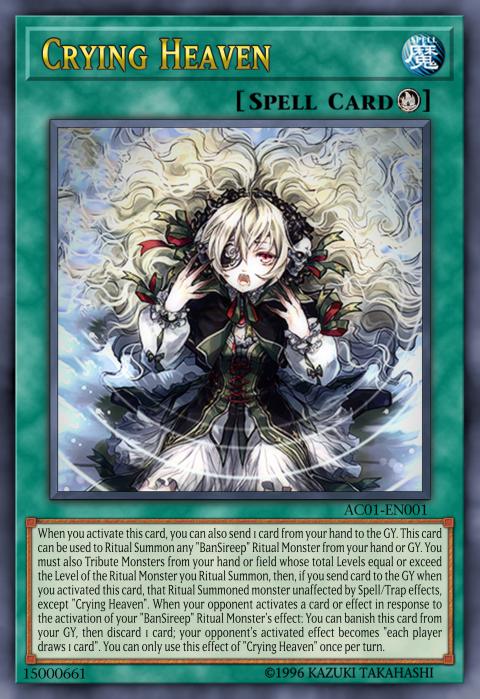 CRYING HEAVEN
SPELL
魔
[SPELL CARD]
AC01-EN001
When you activate this card, you can also send 1 card from your hand to the GY. This card
can be used to Ritual Summon any "BanSireep" Ritual Monster from your hand or GY. You
must also Tribute Monsters from your hand or field whose total Levels equal or exceed
the Level of the Ritual Monster you Ritual Summon, then, if you send card to the GY when
you activated this card, that Ritual Summoned monster unaffected by Spell/Trap effects,
except "Crying Heaven". When your opponent activates a card or effect in response to
the activation of your "BanSireep" Ritual Monster's effect: You can banish this card from
your GY, then discard 1 card; your opponent's activated effect becomes "each player
draws 1 card". You can only use this effect of "Crying Heaven" once per turn.
15000661
©1996 KAZUKI TAKAHASHI